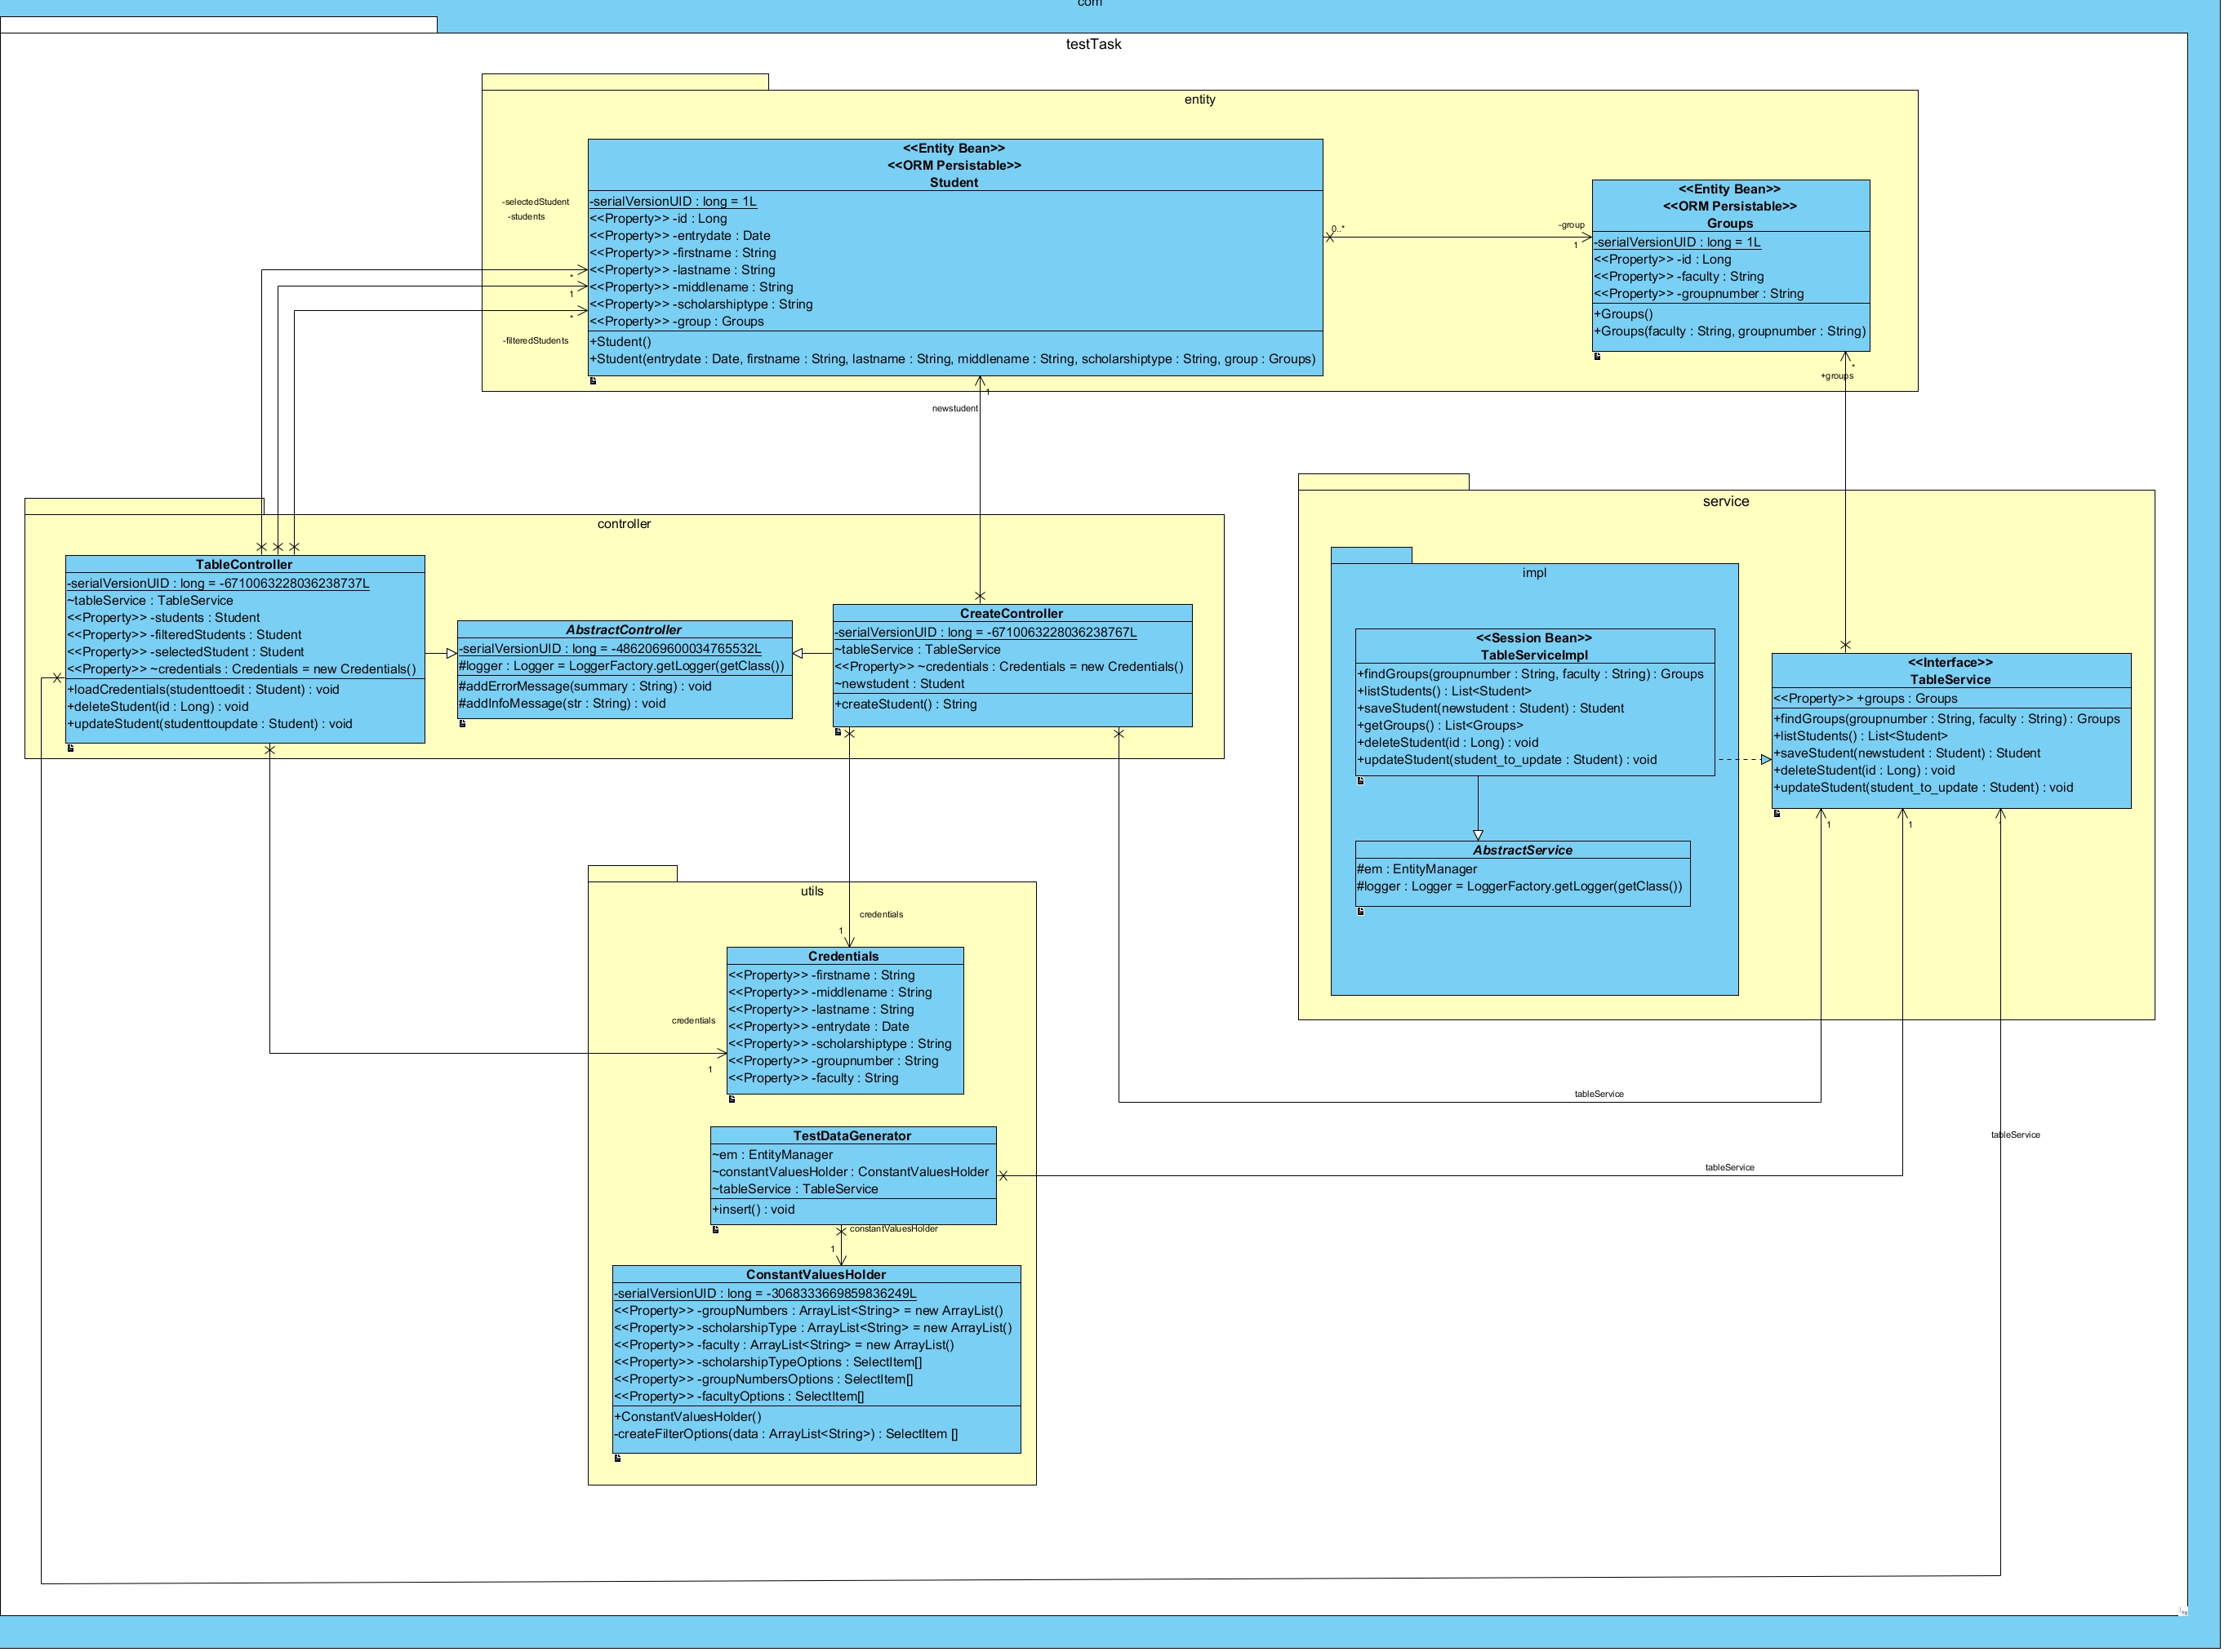 com
testTask
entity
<<Entity Bean>>
<<ORM Persistable>>
Student
-serialVersionUID : long = 1L
<<Property>> -id : Long
<<Property>> -entrydate : Date
<<Property>> -firstname : String
<<Property>> -lastname : String
<<Property>> -middlename : String
<<Property>> -scholarshiptype : String
<<Property>> -group : Groups
+Student()
+Student(entrydate : Date, firstname : String, lastname : String, middlename : String, scholarshiptype : String, group : Groups)
-selectedStudent
-students
*
1
*
-filteredStudents
0..*
-group
1
<<Entity Bean>>
<<ORM Persistable>>
Groups
-serialVersionUID : long = 1L
<<Property>> -id : Long
<<Property>> -faculty : String
<<Property>> -groupnumber : String
+Groups()
+Groups(faculty : String, groupnumber : String)
*
+groups
1
newstudent
controller
TableController
-serialVersionUID : long = -6710063228036238737L
~tableService : TableService
<<Property>> -students : Student
<<Property>> -filteredStudents : Student
<<Property>> -selectedStudent : Student
<<Property>> ~credentials : Credentials = new Credentials()
+loadCredentials(studenttoedit : Student) : void
+deleteStudent(id : Long) : void
+updateStudent(studenttoupdate : Student) : void
AbstractController
-serialVersionUID : long = -4862069600034765532L
#logger : Logger = LoggerFactory.getLogger(getClass())
#addErrorMessage(summary : String) : void
#addInfoMessage(str : String) : void
CreateController
-serialVersionUID : long = -6710063228036238767L
~tableService : TableService
<<Property>> ~credentials : Credentials = new Credentials()
~newstudent : Student
+createStudent() : String
service
impl
<<Session Bean>>
TableServiceImpl
+findGroups(groupnumber : String, faculty : String) : Groups
+listStudents() : List<Student>
+saveStudent(newstudent : Student) : Student
+getGroups() : List<Groups>
+deleteStudent(id : Long) : void
+updateStudent(student_to_update : Student) : void
AbstractService
#em : EntityManager
#logger : Logger = LoggerFactory.getLogger(getClass())
<<Interface>>
TableService
<<Property>> +groups : Groups
+findGroups(groupnumber : String, faculty : String) : Groups
+listStudents() : List<Student>
+saveStudent(newstudent : Student) : Student
+deleteStudent(id : Long) : void
+updateStudent(student_to_update : Student) : void
1
1
1
utils
credentials
1
Credentials
<<Property>> -firstname : String
<<Property>> -middlename : String
<<Property>> -lastname : String
<<Property>> -entrydate : Date
<<Property>> -scholarshiptype : String
<<Property>> -groupnumber : String
<<Property>> -faculty : String
credentials
1
tableService
tableService
tableService
TestDataGenerator
~em : EntityManager
~constantValuesHolder : ConstantValuesHolder
~tableService : TableService
+insert() : void
constantValuesHolder
1
ConstantValuesHolder
-serialVersionUID : long = -3068333669859836249L
<<Property>> -groupNumbers : ArrayList<String> = new ArrayList()
<<Property>> -scholarshipType : ArrayList<String> = new ArrayList()
<<Property>> -faculty : ArrayList<String> = new ArrayList()
<<Property>> -scholarshipTypeOptions : SelectItem[]
<<Property>> -groupNumbersOptions : SelectItem[]
<<Property>> -facultyOptions : SelectItem[]
+ConstantValuesHolder()
-createFilterOptions(data : ArrayList<String>) : SelectItem []